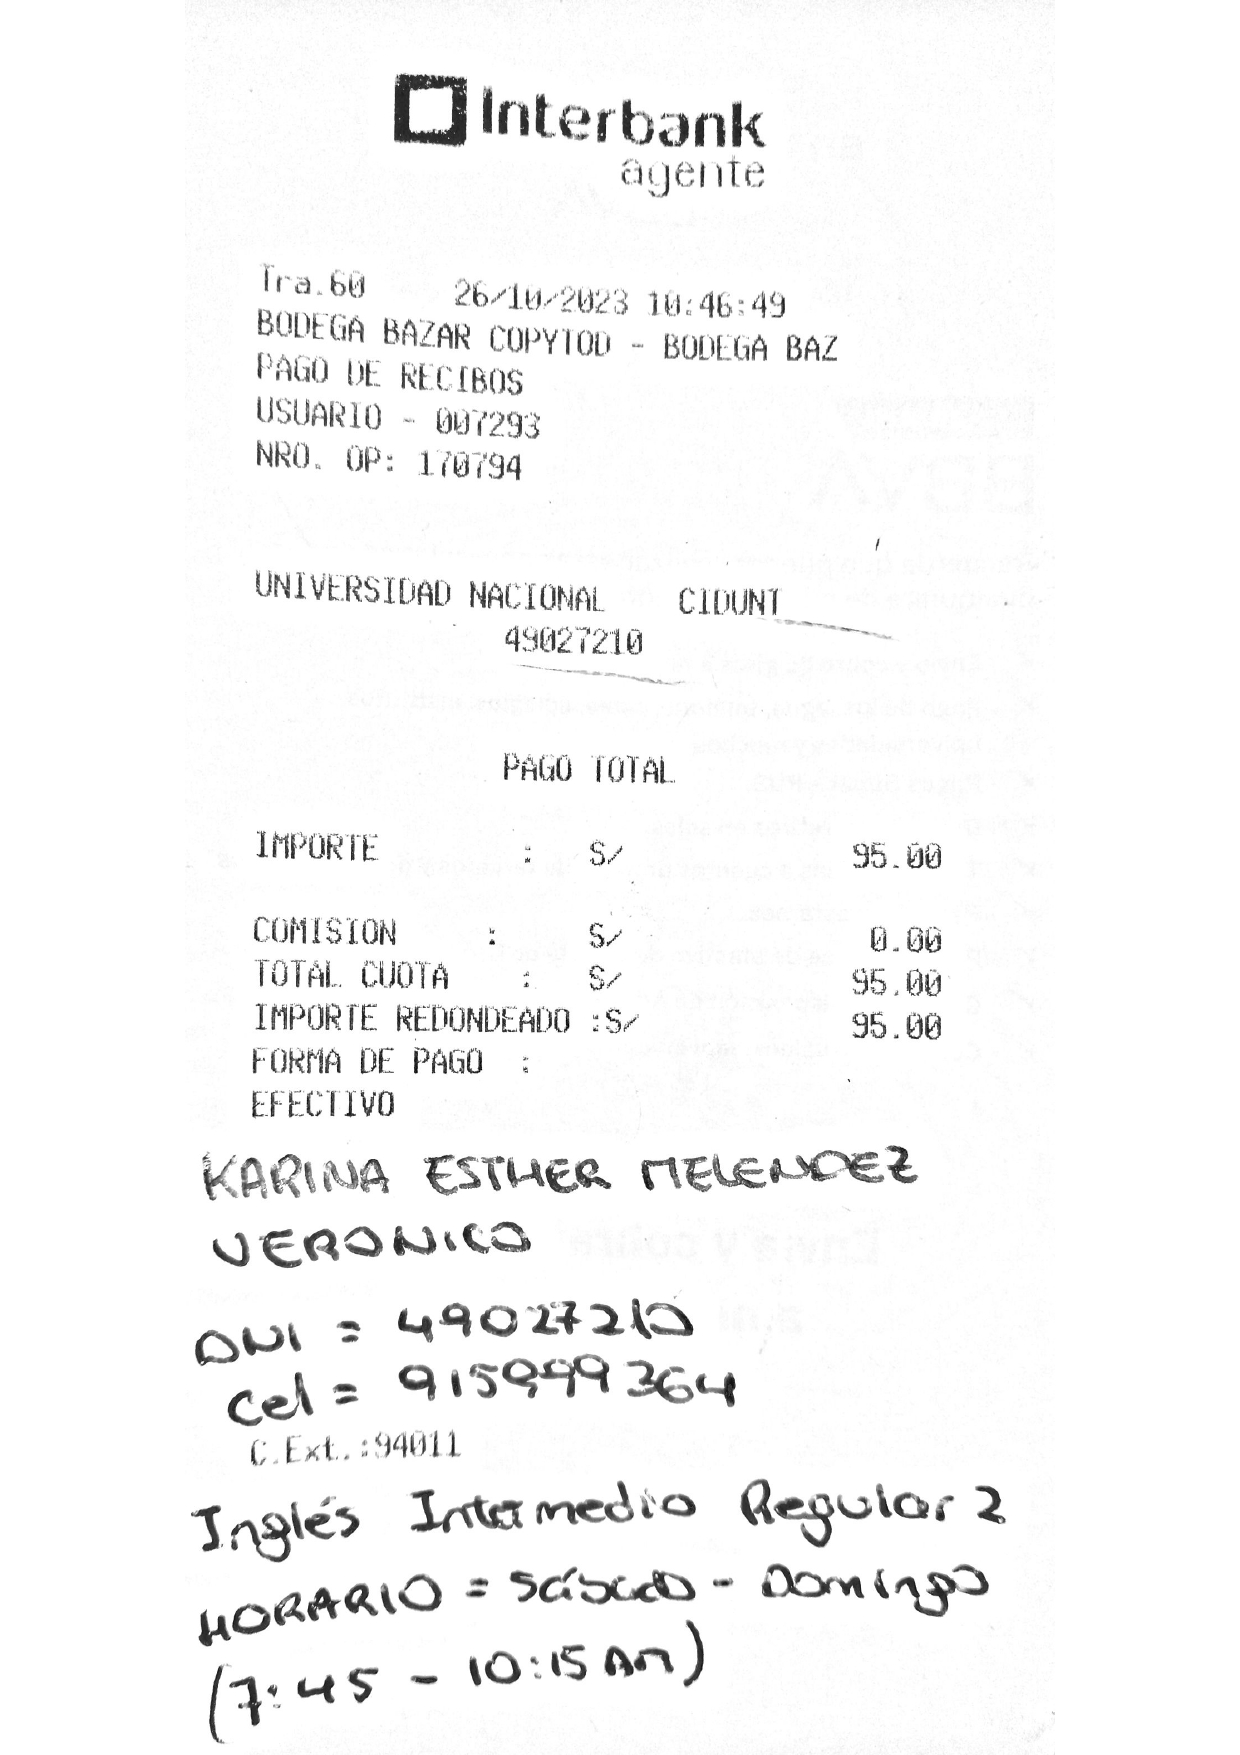 Interbank
agente
Tra.60 26/10/2023 10:46:49
BODEGA BAZAR COPYTOD - BODEGA BAZ
PAGO DE RECIBOS
USUARIO - 007293
NRO. OP: 170794
UNIVERSIDAD NACIONAL CIDUNT
49027210
PAGO TOTAL
IMPORTE : S/ 95.00
COMISION : S/ 0.00
TOTAL CUOTA : S/ 95.00
IMPORTE REDONDEADO :S/ 95.00
FORMA DE PAGO :
EFECTIVO
KARINA ESTHER MELENDEZ
VERONICO
DNI = 49027210
Cel = 915999364
C.Ext.:94011
Inglés Intermedio Regular 2
HORARIO = Sábado - Domingo
(7:45 - 10:15 AM)